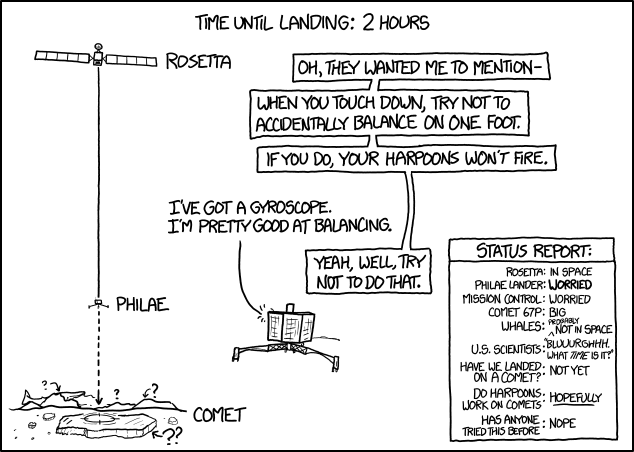 TIME UNTIL LANDING: 2 HOURS
ROSETTA
OH, THEY WANTED ME TO MENTION-
WHEN YOU TOUCH DOWN, TRY NOT TO
ACCIDENTALLY BALANCE ON ONE FOOT.
IF YOU DO, YOUR HARPOONS WON'T FIRE.
I'VE GOT A GYROSCOPE.
I'M PRETTY GOOD AT BALANCING.
YEAH, WELL, TRY
NOT TO DO THAT.
PHILAE
?
?
?
COMET
??
STATUS REPORT:
ROSETTA: IN SPACE
PHILAE LANDER: WORRIED
MISSION CONTROL: WORRIED
COMET 67P: BIG
WHALES: PROBABLY NOT IN SPACE
U.S. SCIENTISTS: "BLUUURGHHH.
WHAT TIME IS IT?"
HAVE WE LANDED
ON A COMET?: NOT YET
DO HARPOONS
WORK ON COMETS: HOPEFULLY
HAS ANYONE
TRIED THIS BEFORE: NOPE